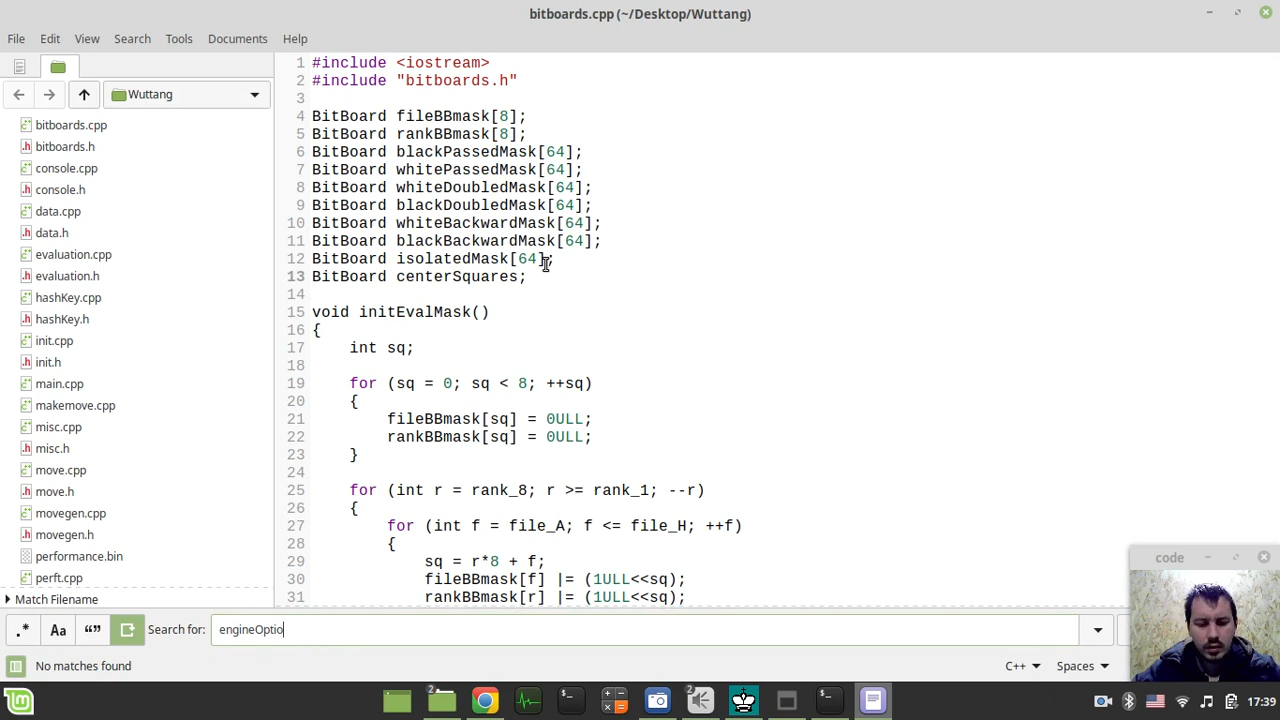 bitboards.cpp (~/Desktop/Wuttang)
File Edit View Search Tools Documents Help
Wuttang
bitboards.cpp
bitboards.h
console.cpp
console.h
data.cpp
data.h
evaluation.cpp
evaluation.h
hashKey.cpp
hashKey.h
init.cpp
init.h
main.cpp
makemove.cpp
misc.cpp
misc.h
move.cpp
move.h
movegen.cpp
movegen.h
performance.bin
perft.cpp
Match Filename
1 #include <iostream>
2 #include "bitboards.h"
3
4 BitBoard fileBBmask[8];
5 BitBoard rankBBmask[8];
6 BitBoard blackPassedMask[64];
7 BitBoard whitePassedMask[64];
8 BitBoard whiteDoubledMask[64];
9 BitBoard blackDoubledMask[64];
10 BitBoard whiteBackwardMask[64];
11 BitBoard blackBackwardMask[64];
12 BitBoard isolatedMask[64];
13 BitBoard centerSquares;
14
15 void initEvalMask()
16 {
17     int sq;
18
19     for (sq = 0; sq < 8; ++sq)
20     {
21         fileBBmask[sq] = 0ULL;
22         rankBBmask[sq] = 0ULL;
23     }
24
25     for (int r = rank_8; r >= rank_1; --r)
26     {
27         for (int f = file_A; f <= file_H; ++f)
28         {
29             sq = r*8 + f;
30             fileBBmask[f] |= (1ULL<<sq);
31             rankBBmask[r] |= (1ULL<<sq);
code
.* Aa “” Search for: engineOptio
No matches found
C++ Spaces
2 2 17:39